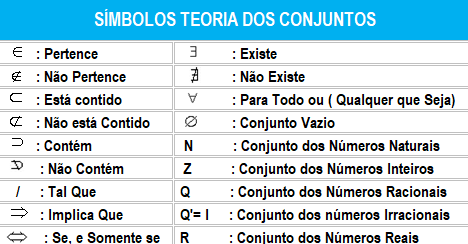 SÍMBOLOS TEORIA DOS CONJUNTOS
∈ : Pertence ∃ : Existe
∉ : Não Pertence ∄ : Não Existe
⊂ : Está contido ∀ : Para Todo ou ( Qualquer que Seja)
⊄ : Não está Contido ∅ : Conjunto Vazio
⊃ : Contém N : Conjunto dos Números Naturais
⊅ : Não Contém Z : Conjunto dos Números Inteiros
/ : Tal Que Q : Conjunto dos Números Racionais
⇒ : Implica Que Q'= I : Conjunto dos números Irracionais
⇔ : Se, e Somente se R : Conjunto dos Números Reais